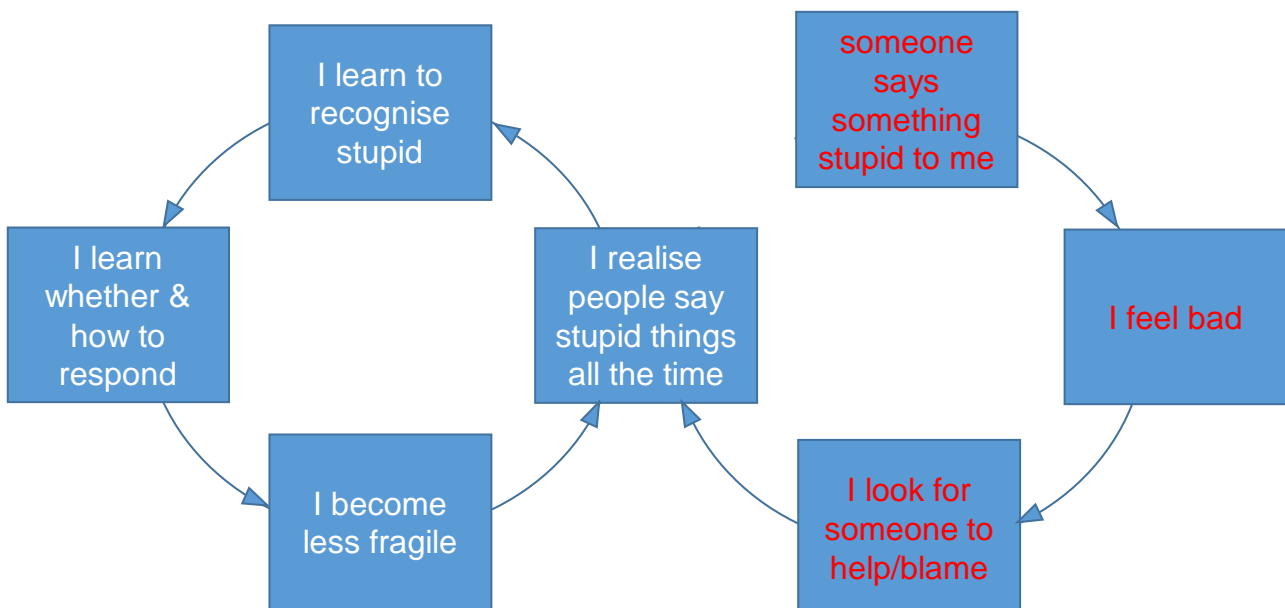 I learn to
recognise
stupid
someone
says
something
stupid to me
I learn
whether &
how to
respond
I realise
people say
stupid things
all the time
I feel bad
I become
less fragile
I look for
someone to
help/blame